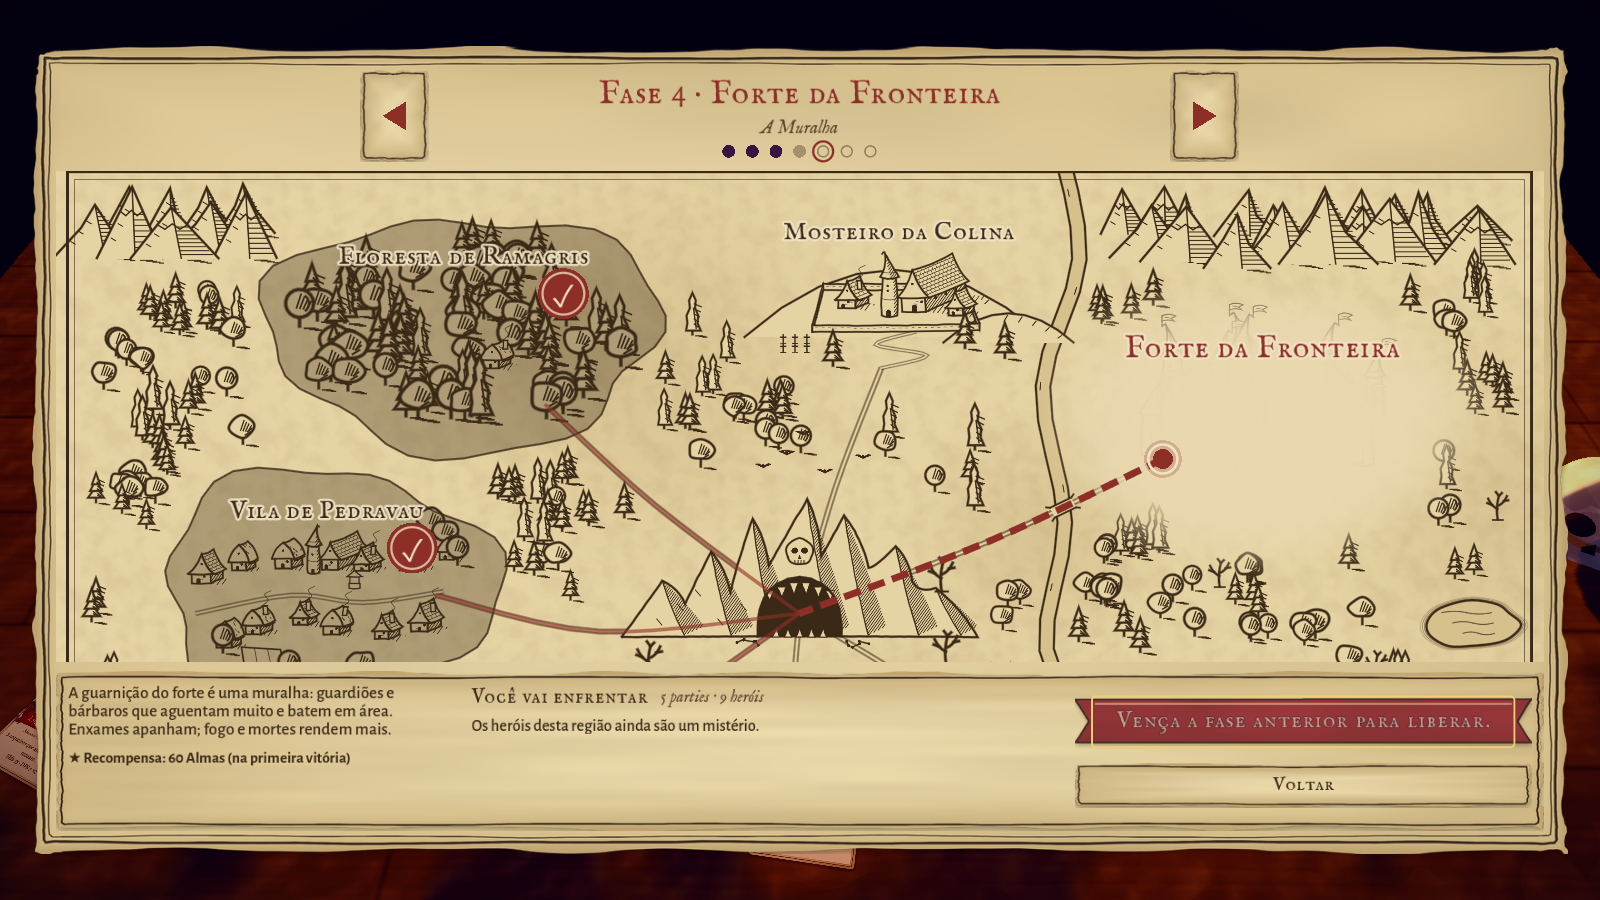 Fase 4 · Forte da Fronteira
A Muralha
Mosteiro da Colina
Floresta de Ramagris
Forte da Fronteira
Vila de Pedravau
A guarnição do forte é uma muralha: guardiões e
bárbaros que aguentam muito e batem em área.
Enxames apanham; fogo e mortes rendem mais.
★ Recompensa: 60 Almas (na primeira vitória)
Você vai enfrentar 5 parties · 9 heróis
Os heróis desta região ainda são um mistério.
Vença a fase anterior para liberar.
Voltar